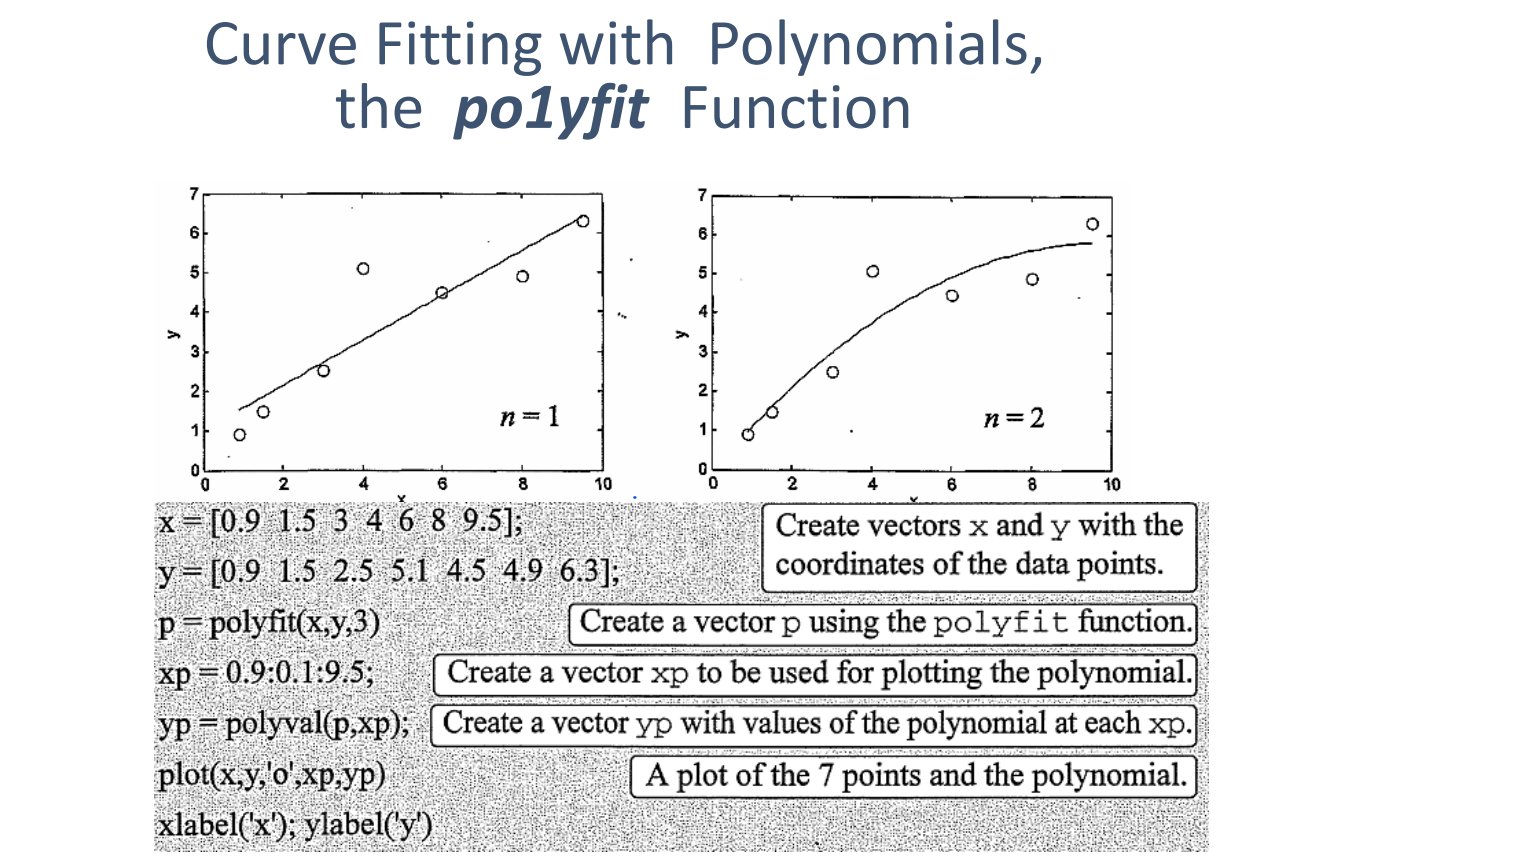 Curve Fitting with Polynomials,
the po1yfit Function
7
6
5
4
3
2
1
0
y
0 2 4 6 8 10
x
n = 1
7
6
5
4
3
2
1
0
y
0 2 4 6 8 10
x
n = 2
x = [0.9 1.5 3 4 6 8 9.5];
Create vectors x and y with the
coordinates of the data points.
y = [0.9 1.5 2.5 5.1 4.5 4.9 6.3];
p = polyfit(x,y,3)
Create a vector p using the polyfit function.
xp = 0.9:0.1:9.5;
Create a vector xp to be used for plotting the polynomial.
yp = polyval(p,xp);
Create a vector yp with values of the polynomial at each xp.
plot(x,y,'o',xp,yp)
A plot of the 7 points and the polynomial.
xlabel('x'); ylabel('y')